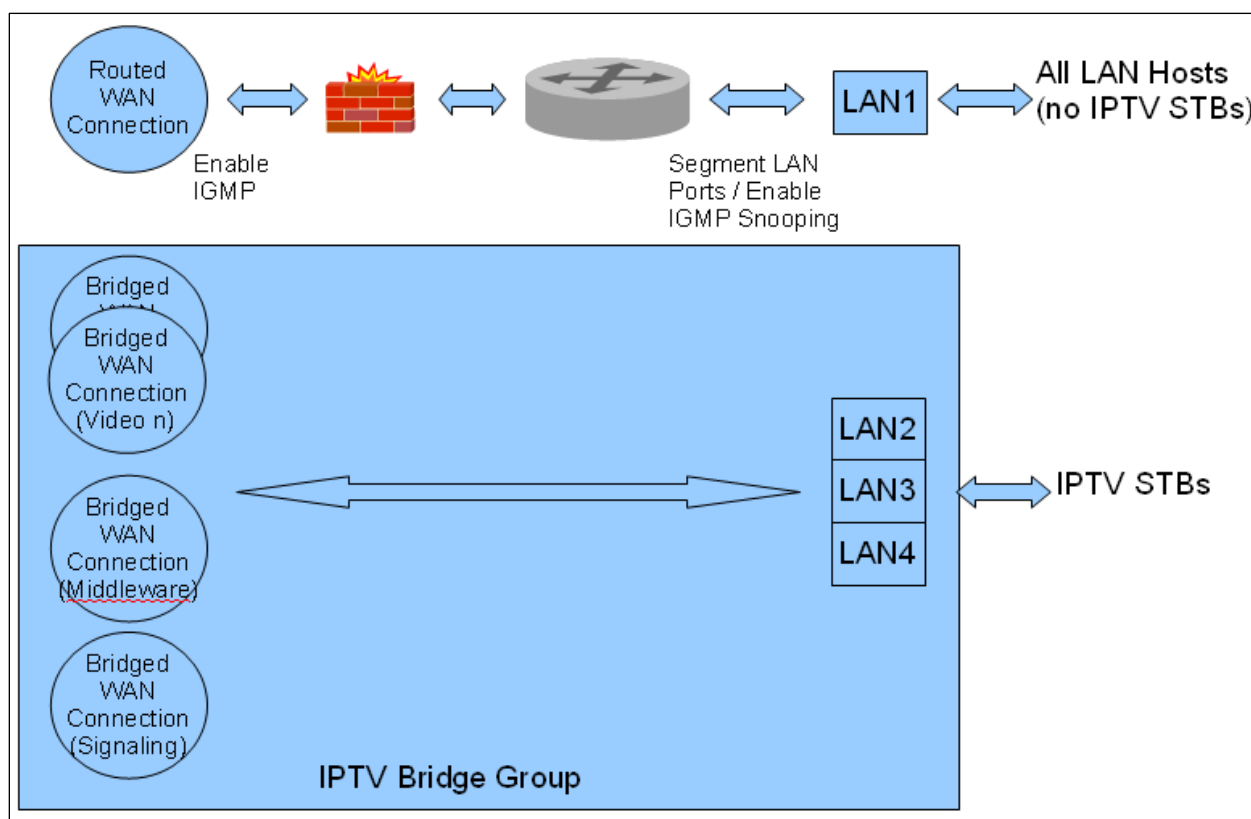 Routed
WAN
Connection
Enable
IGMP
Segment LAN
Ports / Enable
IGMP Snooping
LAN1
All LAN Hosts
(no IPTV STBs)
Bridged
WAN
Bridged
WAN
Connection
(Video n)
Bridged
WAN
Connection
(Middleware)
Bridged
WAN
Connection
(Signaling)
LAN2
LAN3
LAN4
IPTV STBs
IPTV Bridge Group